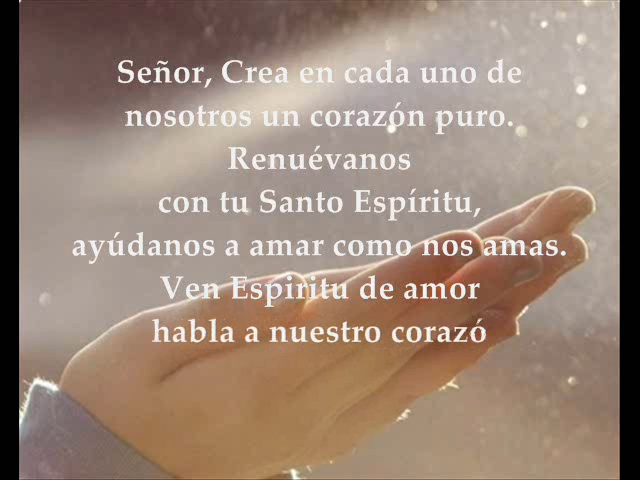 Señor, Crea en cada uno de
nosotros un corazón puro.
Renuévanos
con tu Santo Espíritu,
ayúdanos a amar como nos amas.
Ven Espiritu de amor
habla a nuestro corazó